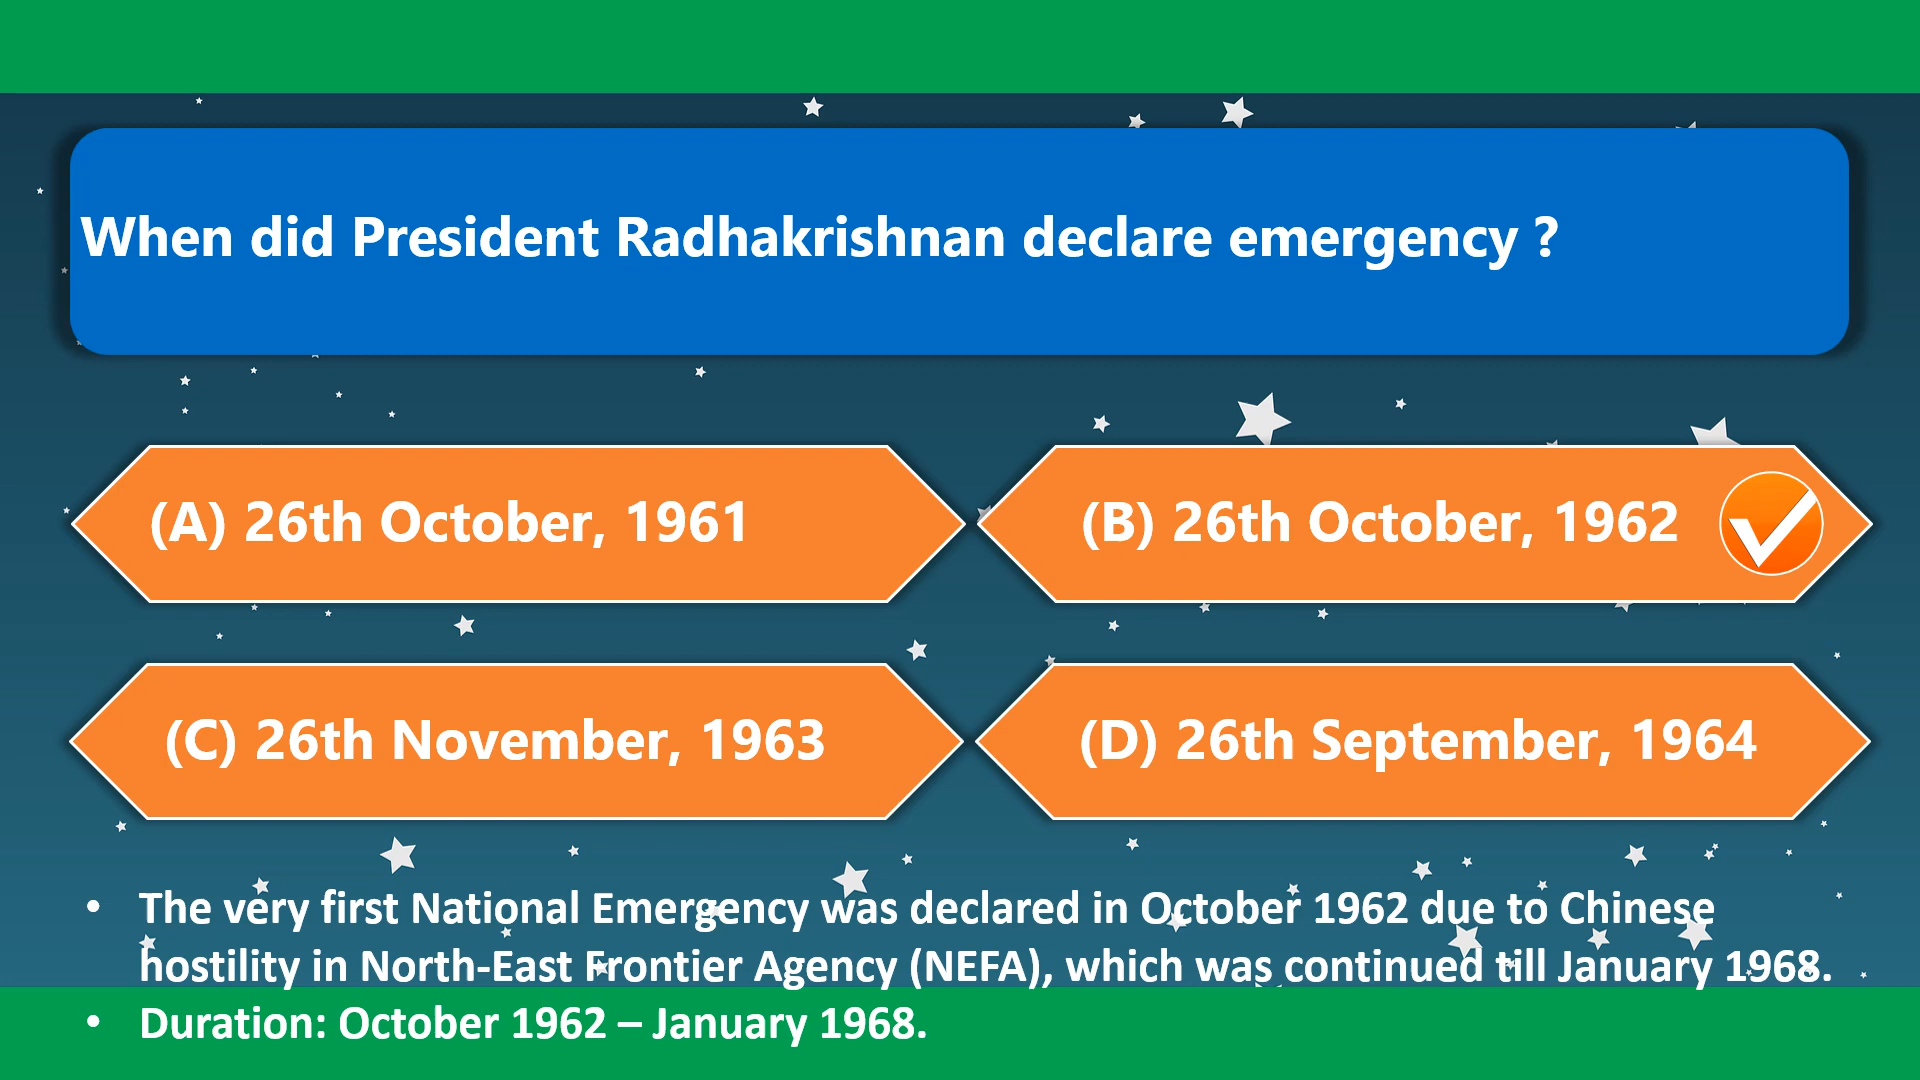 When did President Radhakrishnan declare emergency ?
(A) 26th October, 1961
(B) 26th October, 1962
(C) 26th November, 1963
(D) 26th September, 1964
• The very first National Emergency was declared in October 1962 due to Chinese
hostility in North-East Frontier Agency (NEFA), which was continued till January 1968.
• Duration: October 1962 – January 1968.